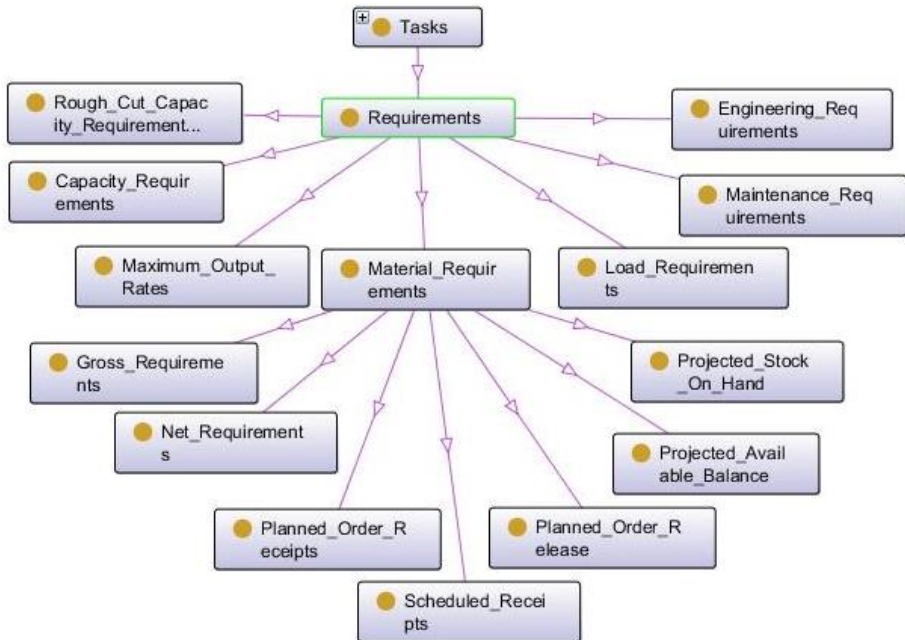 Tasks
Rough_Cut_Capac
ity_Requirement...
Requirements
Engineering_Req
uirements
Capacity_Requir
ements
Maintenance_Req
uirements
Maximum_Output_
Rates
Material_Requir
ements
Load_Requiremen
ts
Gross_Requireme
nts
Projected_Stock
_On_Hand
Net_Requirement
s
Projected_Avail
able_Balance
Planned_Order_R
eceipts
Planned_Order_R
elease
Scheduled_Recei
pts